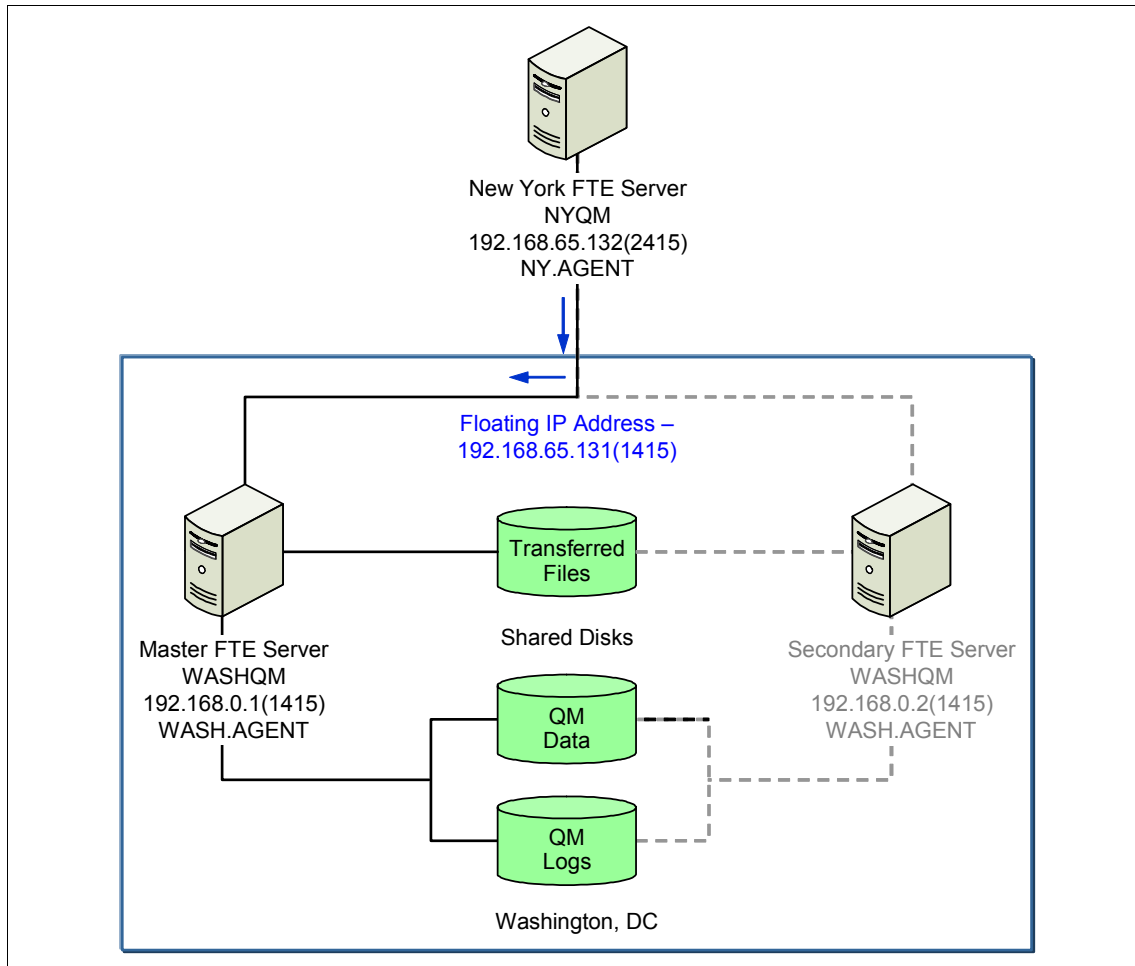 New York FTE Server
NYQM
192.168.65.132(2415)
NY.AGENT
Floating IP Address –
192.168.65.131(1415)
Transferred
Files
Shared Disks
Master FTE Server
WASHQM
192.168.0.1(1415)
WASH.AGENT
Secondary FTE Server
WASHQM
192.168.0.2(1415)
WASH.AGENT
QM
Data
QM
Logs
Washington, DC